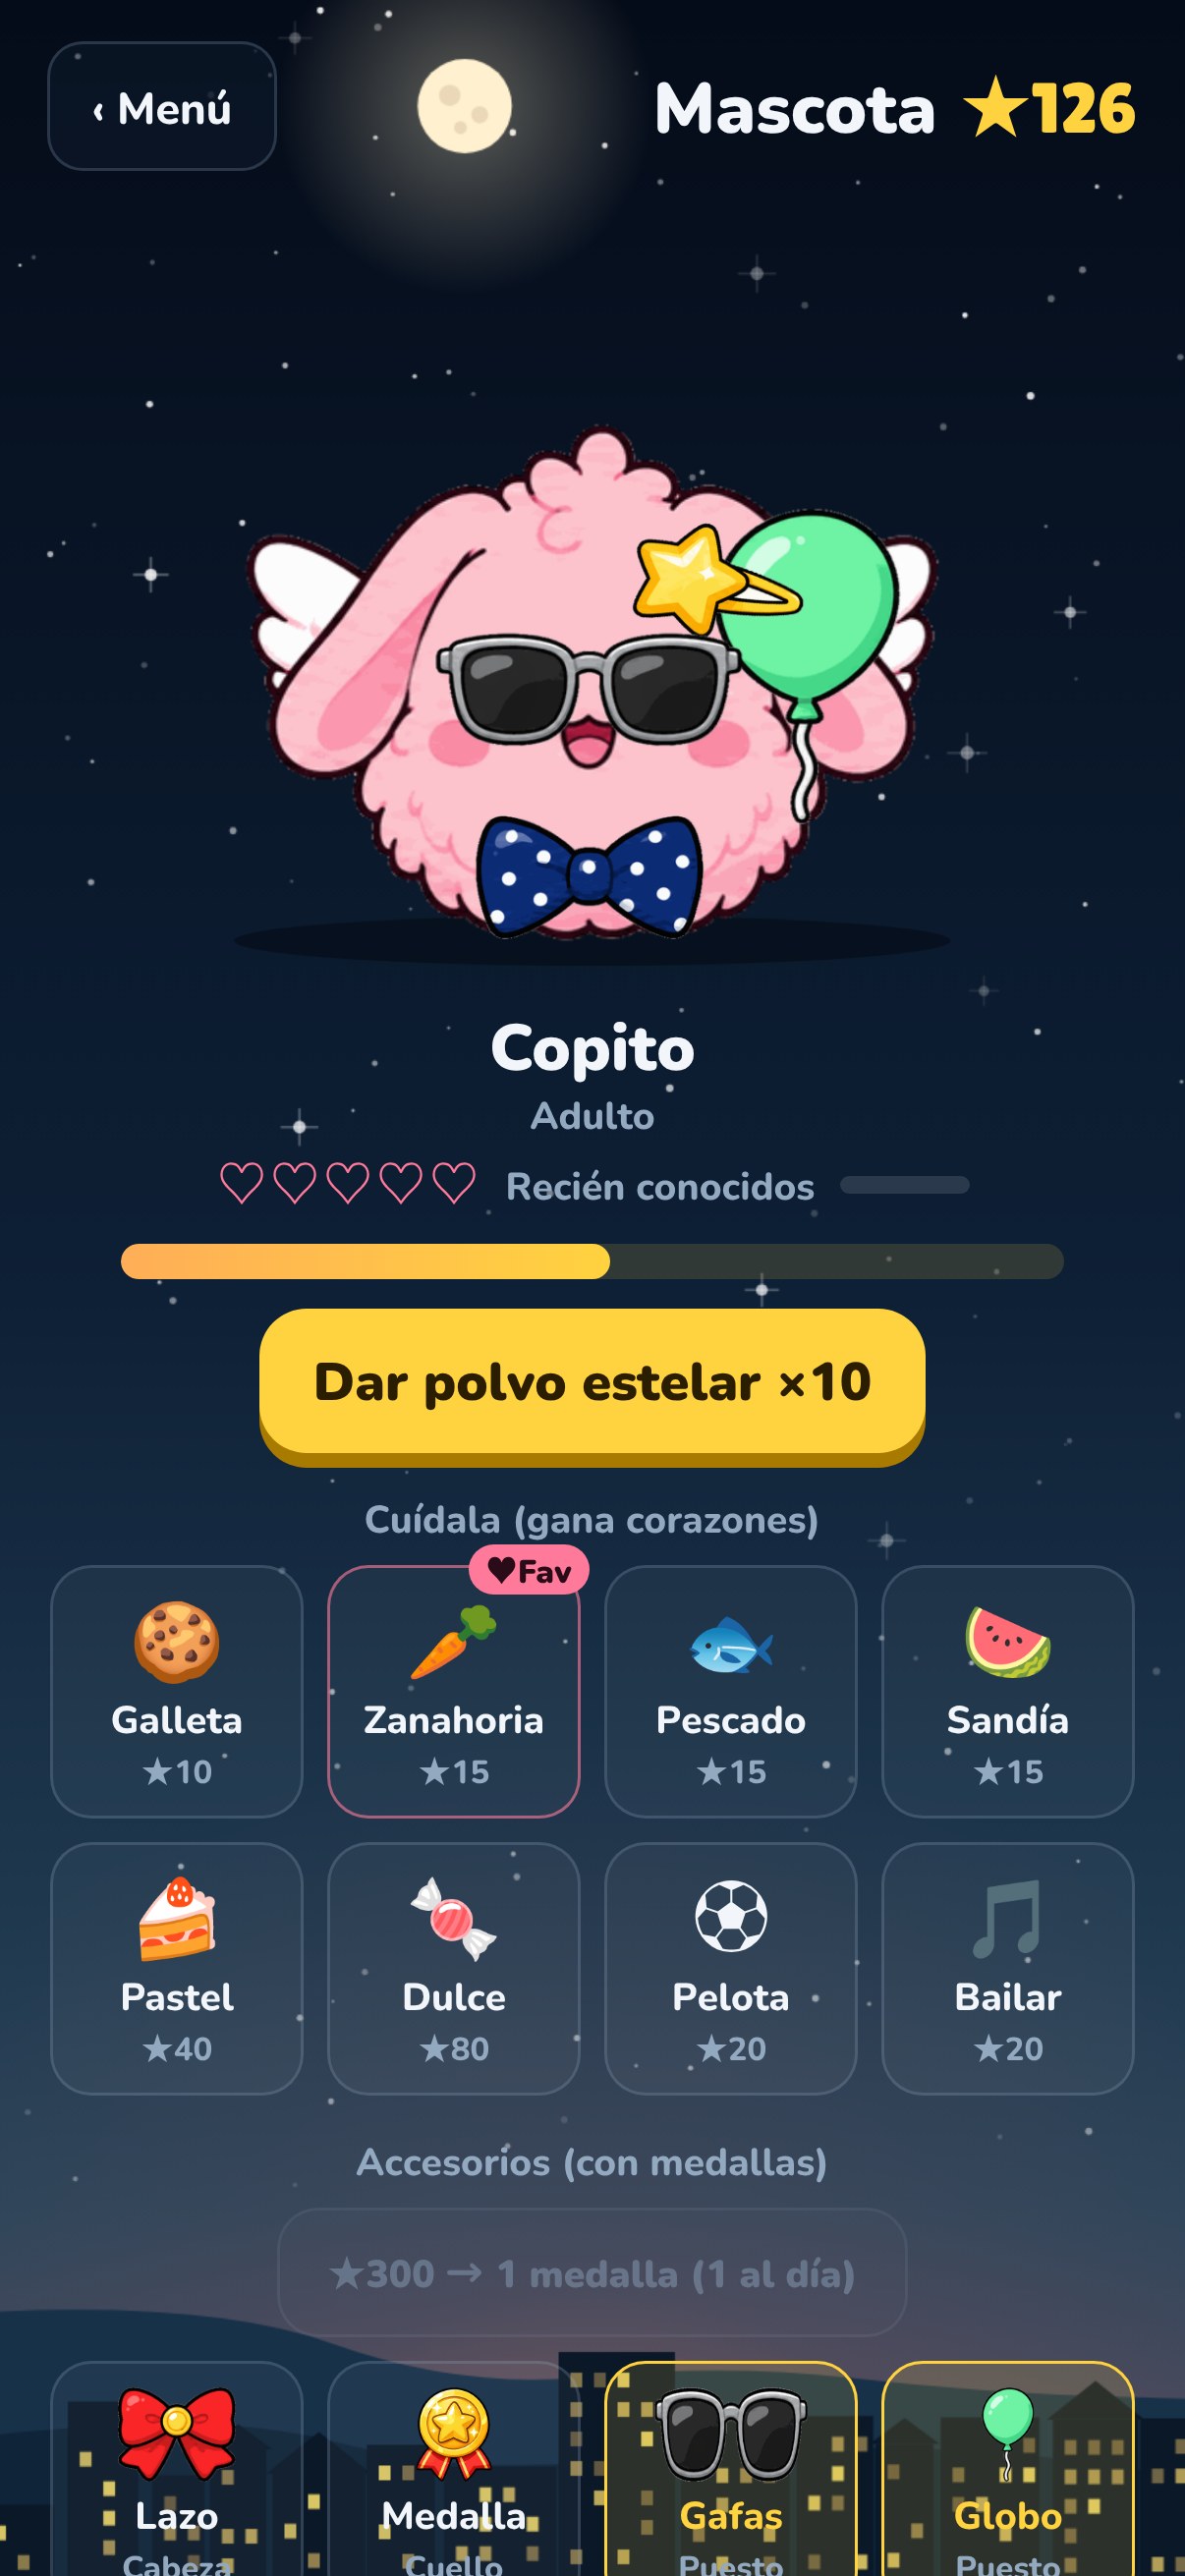 ‹ Menú
Mascota ★126
Copito
Adulto
♡♡♡♡♡ Recién conocidos
Dar polvo estelar ×10
Cuídala (gana corazones)
♥Fav
Galleta
★10
Zanahoria
★15
Pescado
★15
Sandía
★15
Pastel
★40
Dulce
★80
Pelota
★20
Bailar
★20
Accesorios (con medallas)
★300 → 1 medalla (1 al día)
Lazo
Cabeza
Medalla
Cuello
Gafas
Puesto
Globo
Puesto